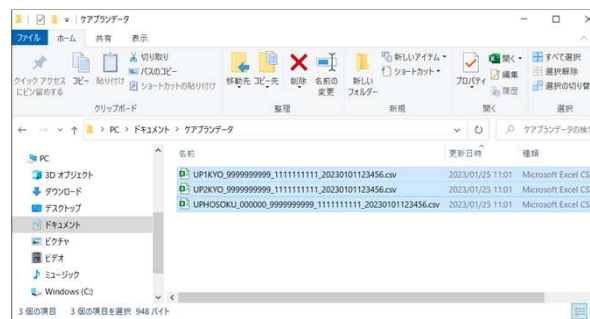 ケアプランデータ
ファイル ホーム 共有 表示
クイック アクセスにピン留めする
コピー
貼り付け
切り取り
パスのコピー
ショートカットの貼り付け
クリップボード
移動先
コピー先
削除
名前の変更
整理
新しいフォルダー
新しいアイテム
ショートカット
新規
プロパティ
開く
編集
履歴
開く
すべて選択
選択解除
選択の切り替
選択
PC > ドキュメント > ケアプランデータ
ケアプランデータの検
名前 更新日時 種類
PC
3D オブジェクト
ダウンロード
デスクトップ
ドキュメント
ピクチャ
ビデオ
ミュージック
Windows (C:)
UP1KYO_9999999999_1111111111_20230101123456.csv 2023/01/25 11:01 Microsoft Excel CS
UP2KYO_9999999999_1111111111_20230101123456.csv 2023/01/25 11:01 Microsoft Excel CS
UPHOSOKU_000000_9999999999_1111111111_20230101123456.csv 2023/01/25 11:01 Microsoft Excel CS
3 個の項目 3 個の項目を選択 948 バイト